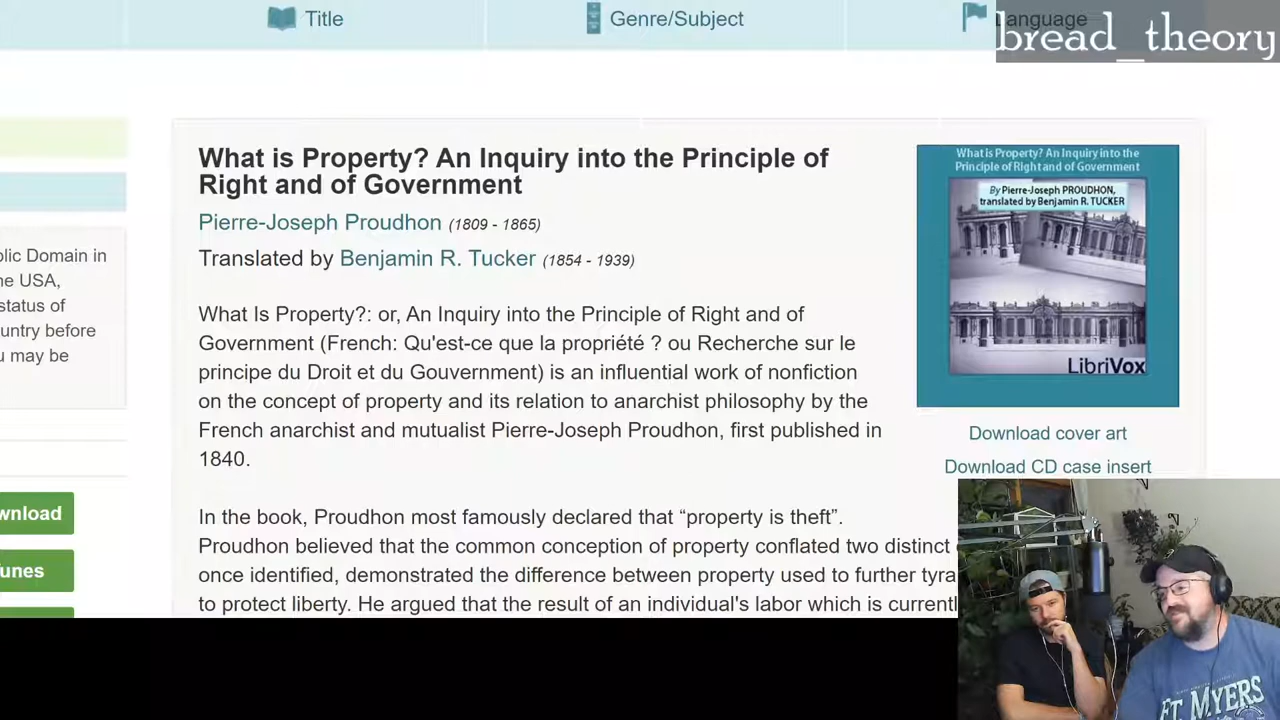 Title
Genre/Subject
Language
bread_theory
What is Property? An Inquiry into the Principle of
Right and of Government
Pierre-Joseph Proudhon (1809 - 1865)
Translated by Benjamin R. Tucker (1854 - 1939)
What Is Property?: or, An Inquiry into the Principle of Right and of
Government (French: Qu'est-ce que la propriété ? ou Recherche sur le
principe du Droit et du Gouvernment) is an influential work of nonfiction
on the concept of property and its relation to anarchist philosophy by the
French anarchist and mutualist Pierre-Joseph Proudhon, first published in
1840.
In the book, Proudhon most famously declared that “property is theft”.
Proudhon believed that the common conception of property conflated two distinct
once identified, demonstrated the difference between property used to further
to protect liberty. He argued that the result of an individual's labor which is
What is Property? An Inquiry into the
Principle of Right and of Government
By Pierre-Joseph PROUDHON,
translated by Benjamin R. TUCKER
LibriVox
Download cover art
Download CD case insert
blic Domain in
he USA,
status of
untry before
u may be
wnload
unes
FT. MYERS